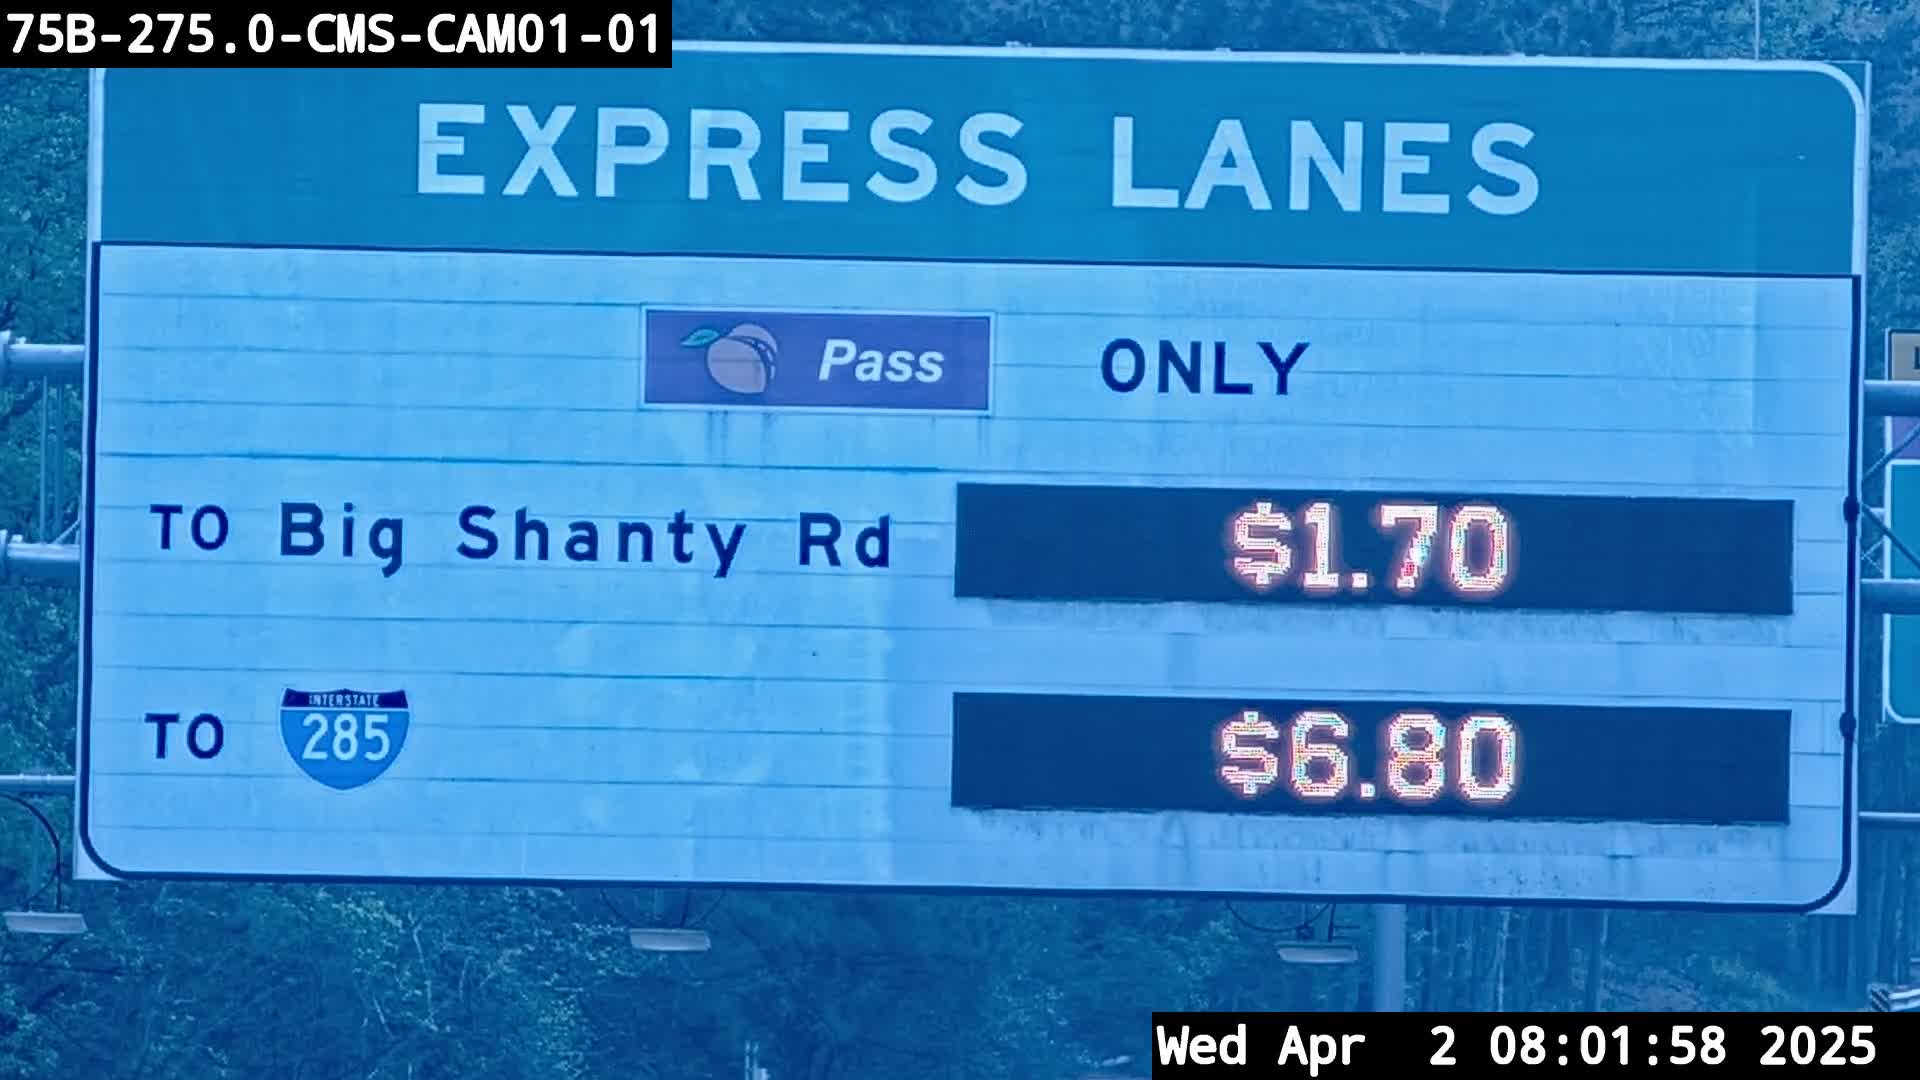 75B-275.0-CMS-CAM01-01
EXPRESS LANES
Pass ONLY
TO Big Shanty Rd $1.70
INTERSTATE
TO 285 $6.80
Wed Apr 2 08:01:58 2025